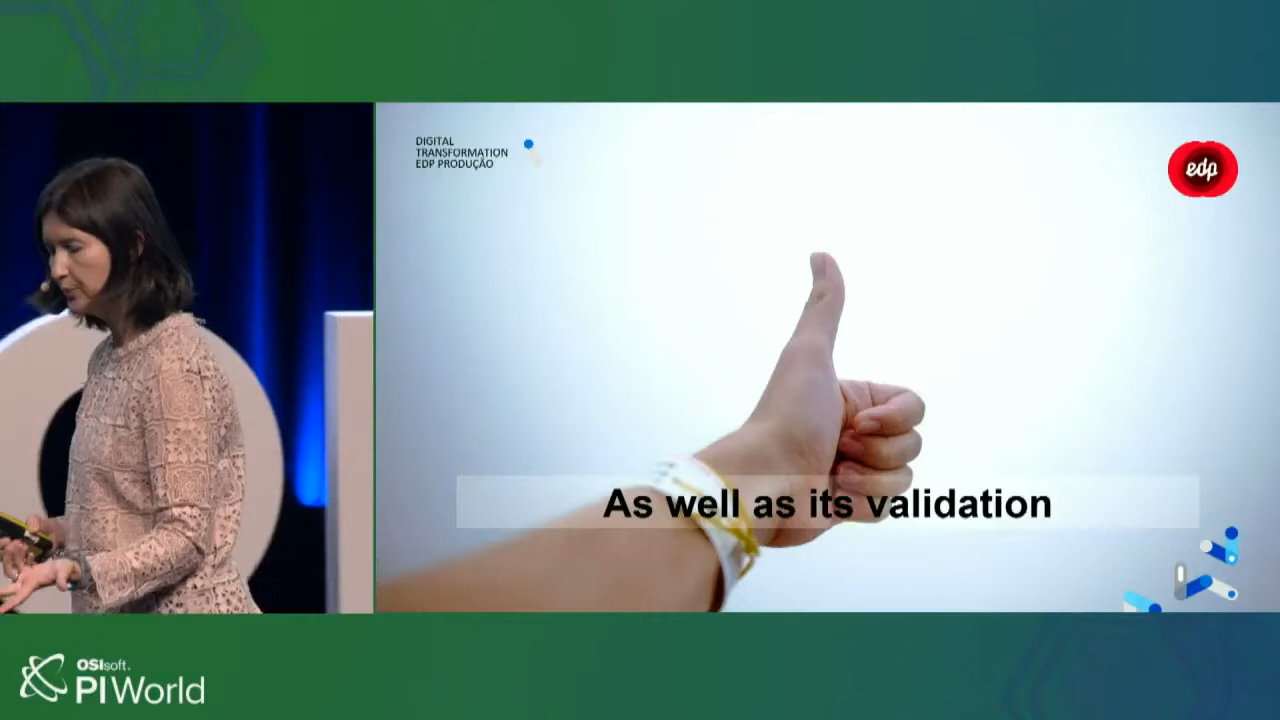 DIGITAL
TRANSFORMATION
EDP PRODUÇÃO
edp
As well as its validation
OSIsoft.
PI World